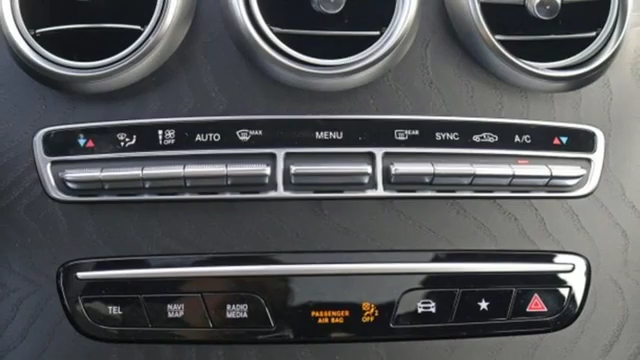 OFF AUTO MAX MENU REAR SYNC A/C
TEL NAVI RADIO PASSENGER OFF
MAP MEDIA AIR BAG